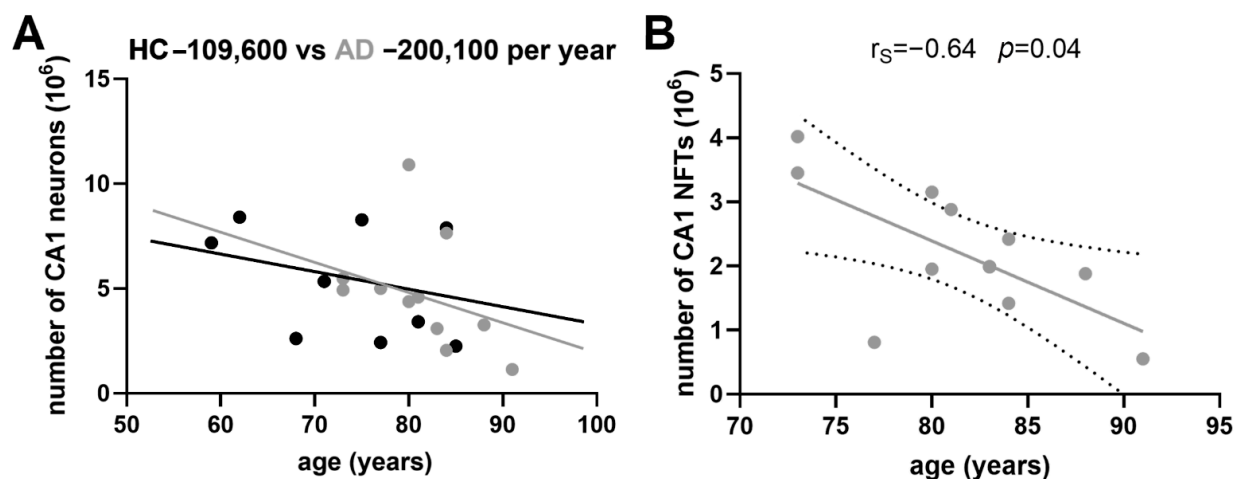 A
HC –109,600 vs AD –200,100 per year
number of CA1 neurons (10⁶)
15
10
5
0
50 60 70 80 90 100
age (years)
B
rS=−0.64 p=0.04
number of CA1 NFTs (10⁶)
5
4
3
2
1
0
70 75 80 85 90 95
age (years)